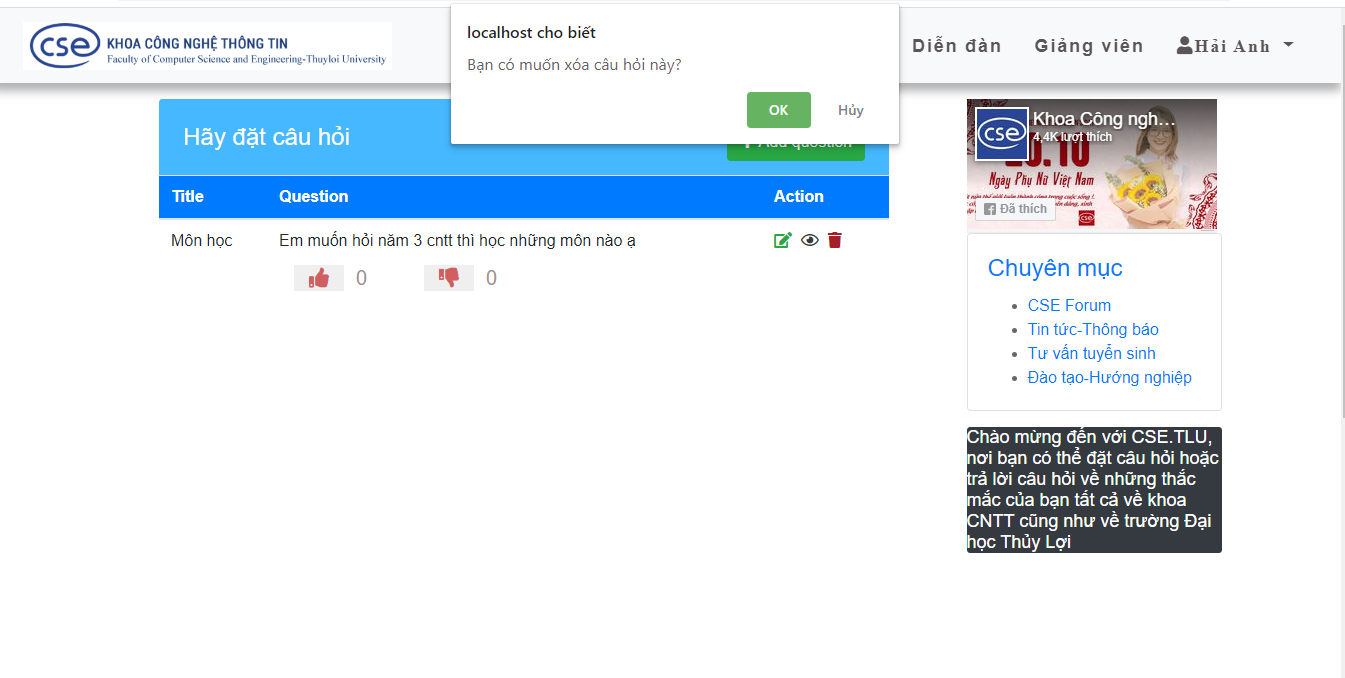 cse
KHOA CÔNG NGHỆ THÔNG TIN
Faculty of Computer Science and Engineering-Thuyloi University
localhost cho biết
Bạn có muốn xóa câu hỏi này?
OK
Hủy
Diễn đàn
Giảng viên
Hải Anh
Hãy đặt câu hỏi
Add question
Title
Question
Action
Môn học
Em muốn hỏi năm 3 cntt thì học những môn nào ạ
0
0
cse
Khoa Công ngh...
4,4K lượt thích
20.10
Ngày Phụ Nữ Việt Nam
Đã thích
cse
Chuyên mục
CSE Forum
Tin tức-Thông báo
Tư vấn tuyển sinh
Đào tạo-Hướng nghiệp
Chào mừng đến với CSE.TLU,
nơi bạn có thể đặt câu hỏi hoặc
trả lời câu hỏi về những thắc
mắc của bạn tất cả về khoa
CNTT cũng như về trường Đại
học Thủy Lợi